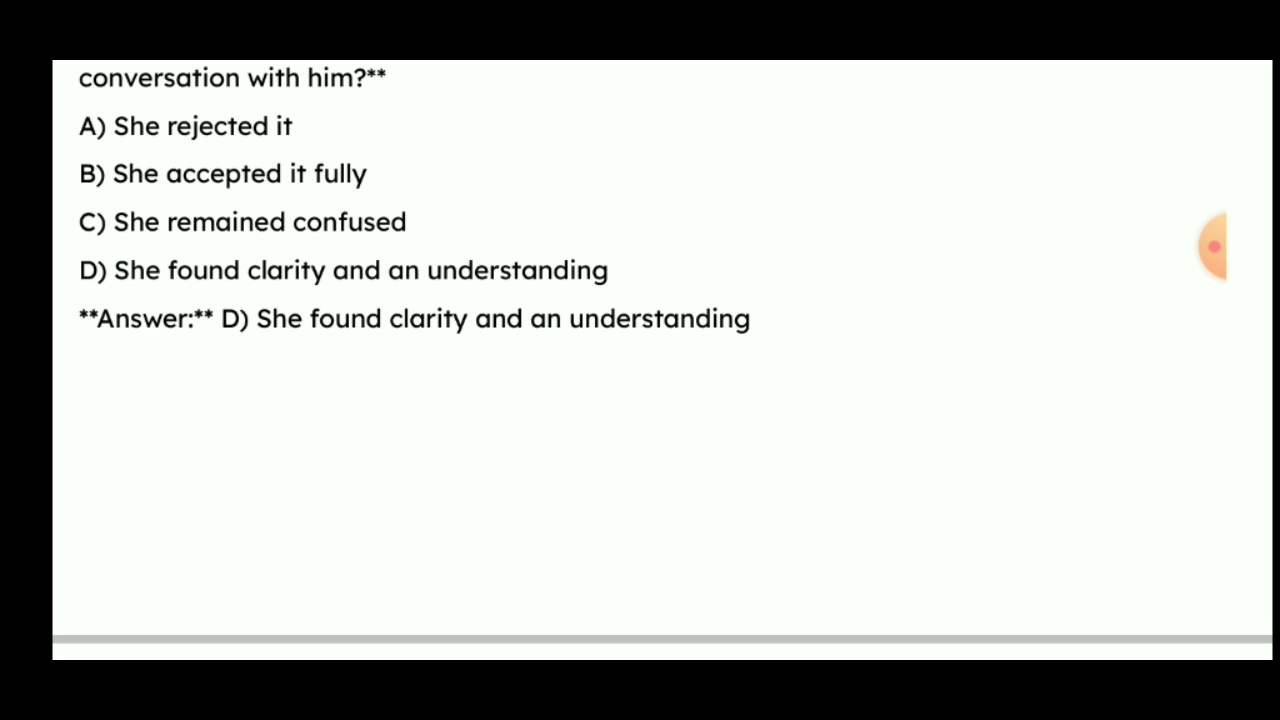 conversation with him?**
A) She rejected it
B) She accepted it fully
C) She remained confused
D) She found clarity and an understanding
**Answer:** D) She found clarity and an understanding